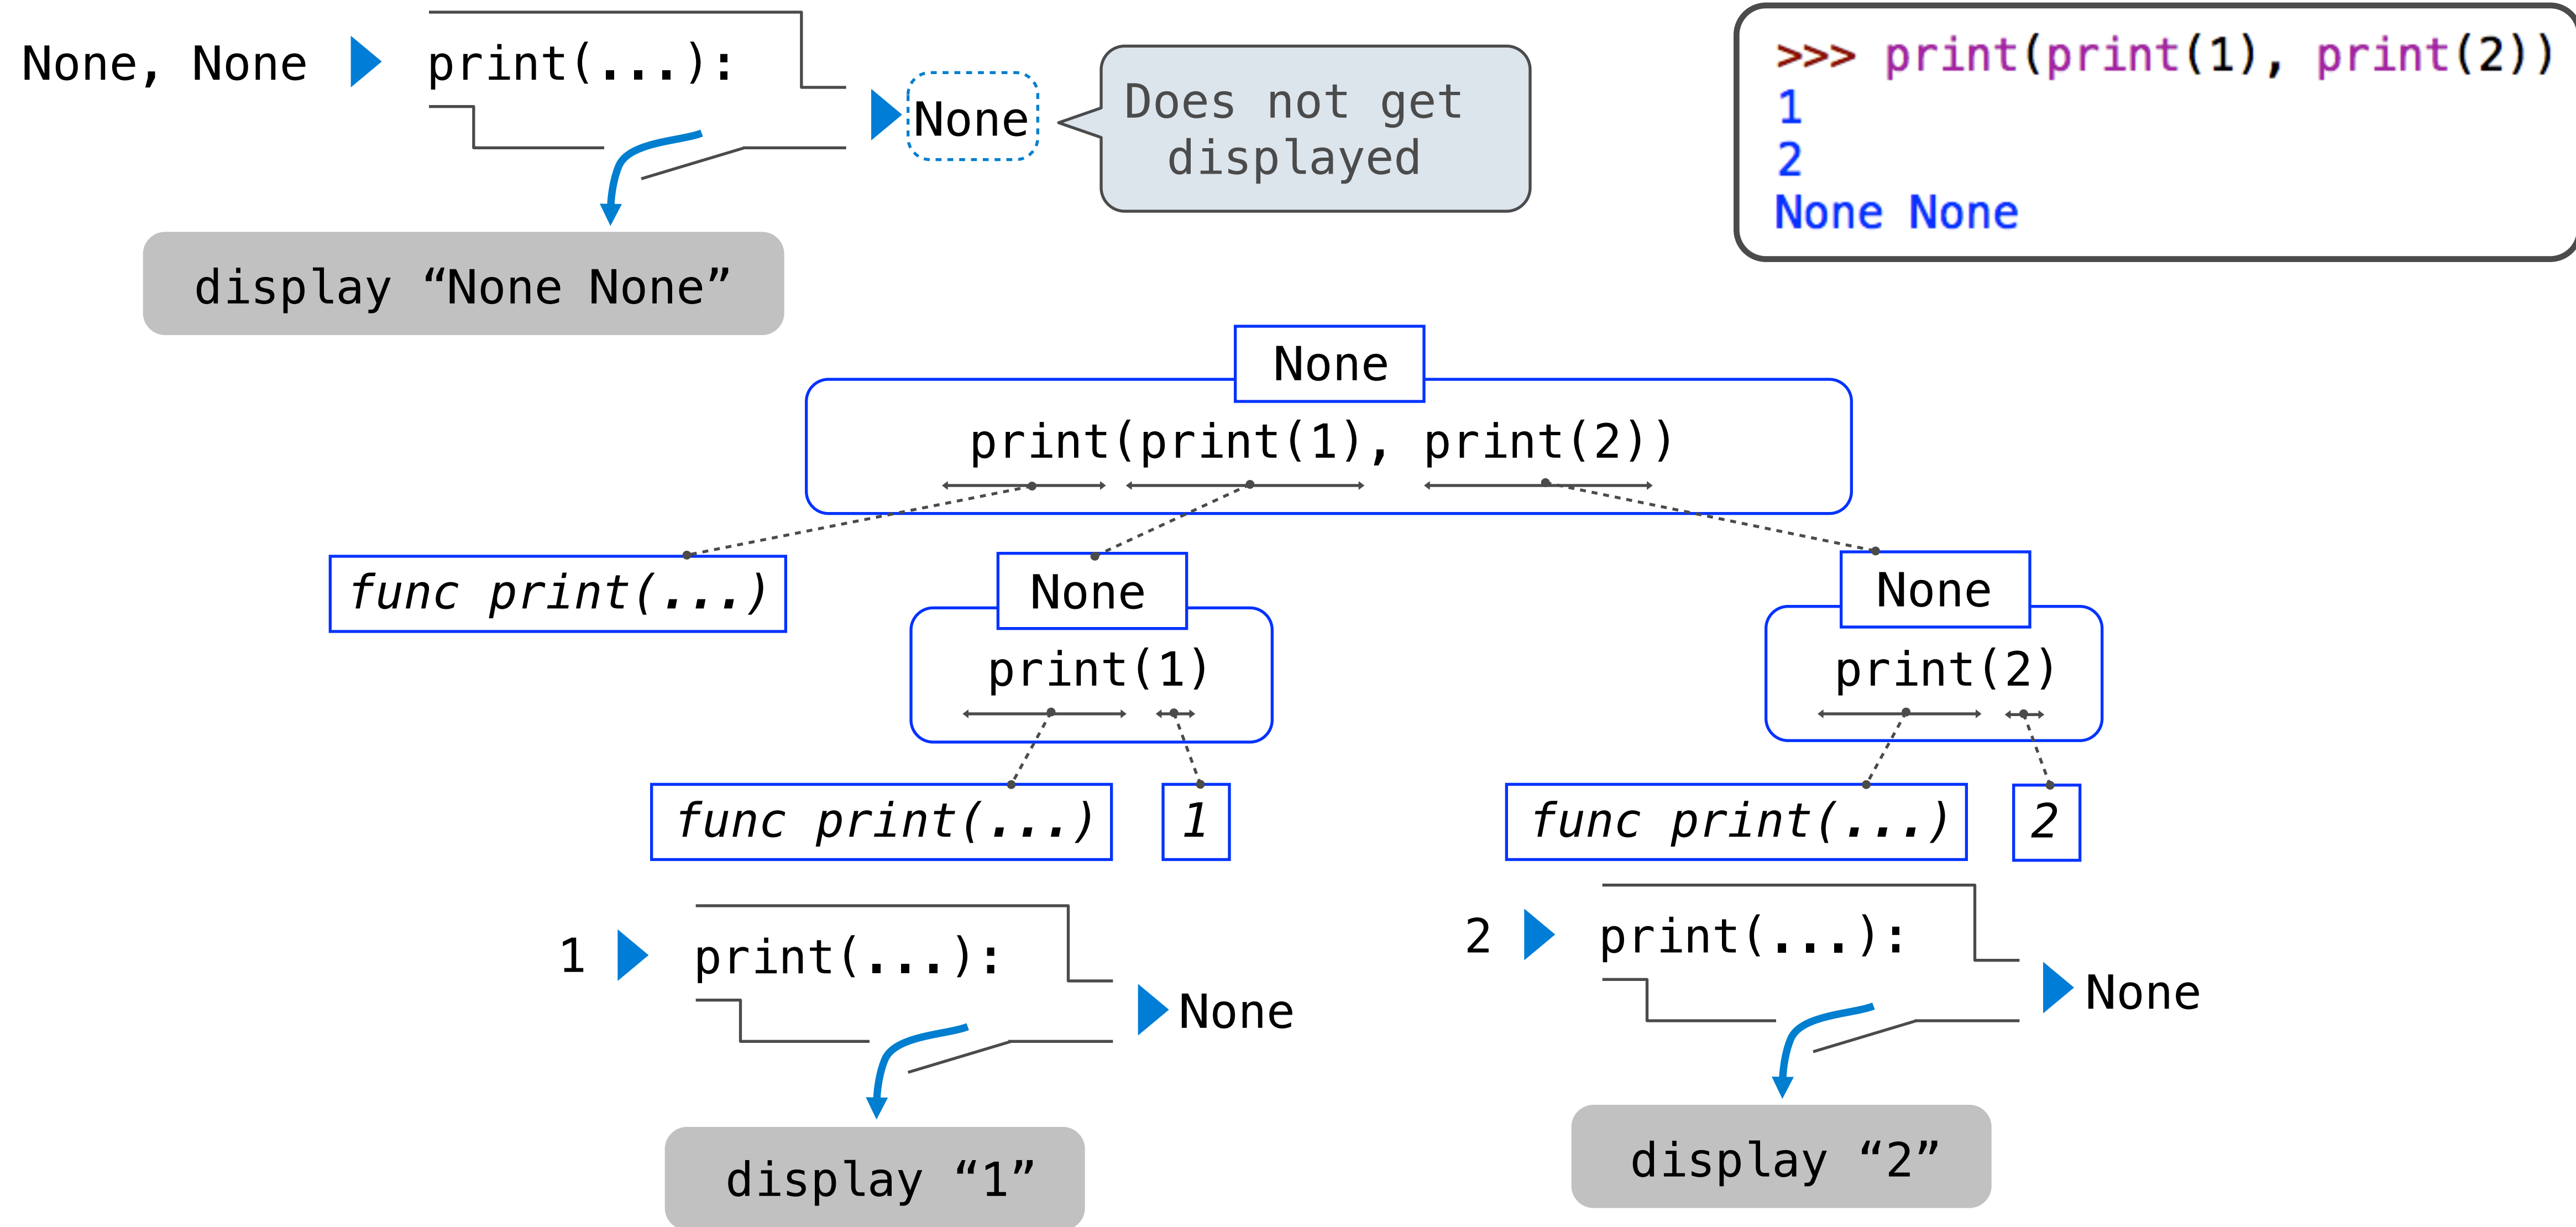 None, None
print(...):
None
Does not get
displayed
display “None None”
>>> print(print(1), print(2))
1
2
None None
None
print(print(1), print(2))
func print(...)
None
print(1)
func print(...)
1
None
print(2)
func print(...)
2
1
print(...):
None
display “1”
2
print(...):
None
display “2”